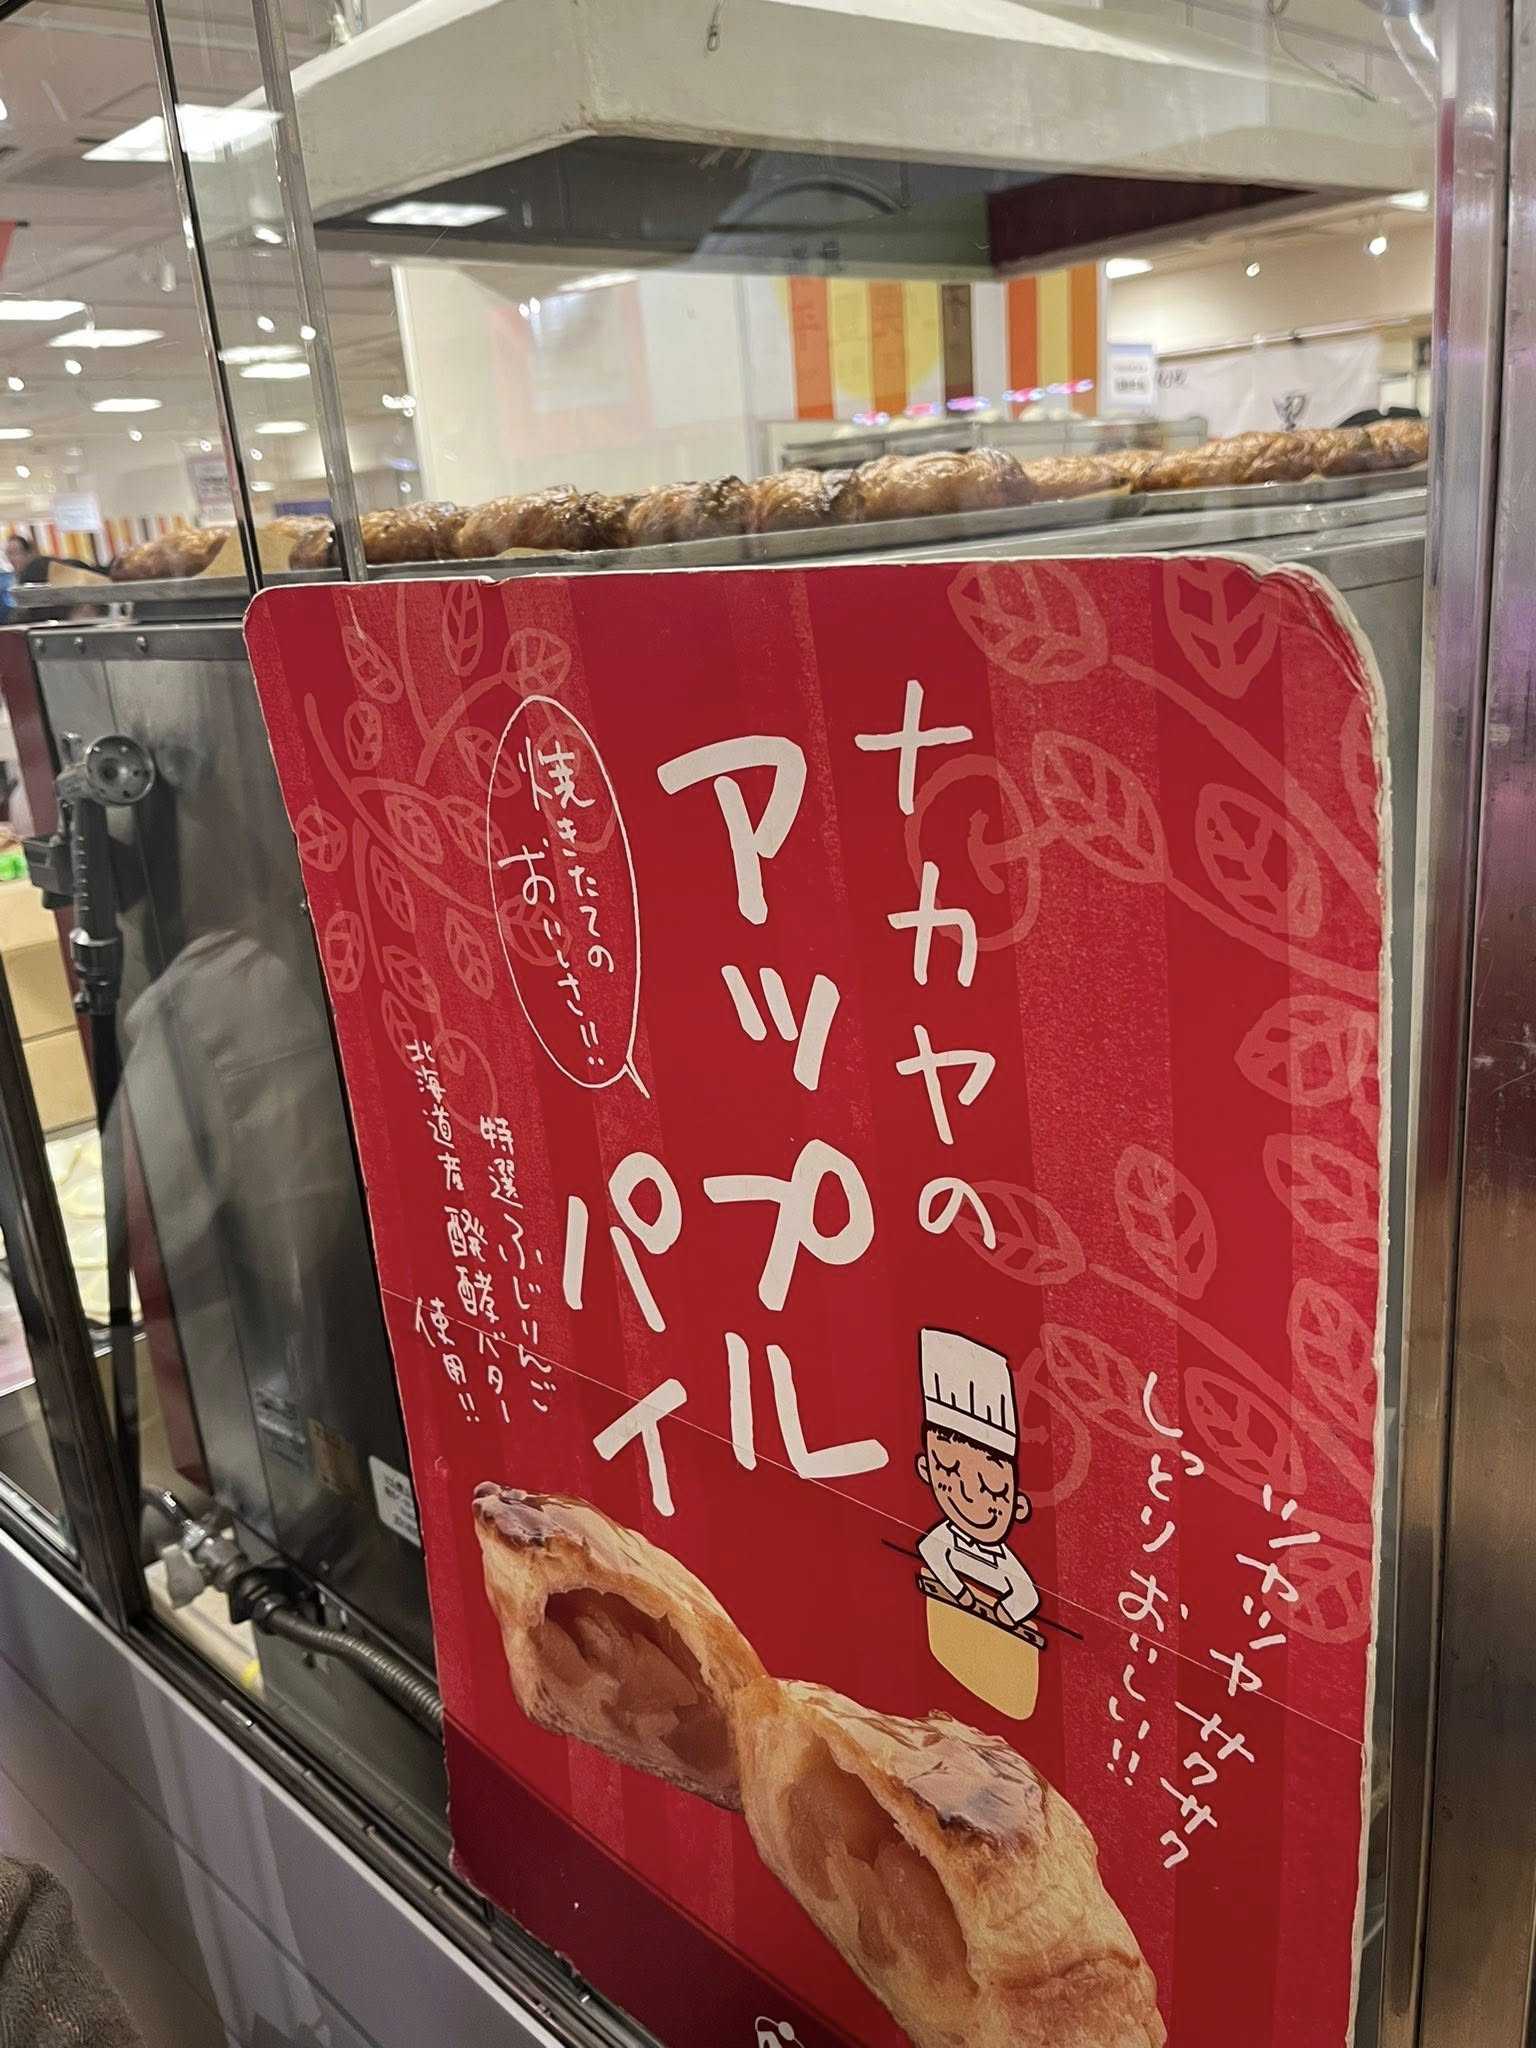 ナカヤの
アップル
パイ
焼きたての
おいしさ!!
特選ふじりんご
北海道産醗酵バター
使用!!
ツヤツヤ サクサク
しっとり おいしい!!